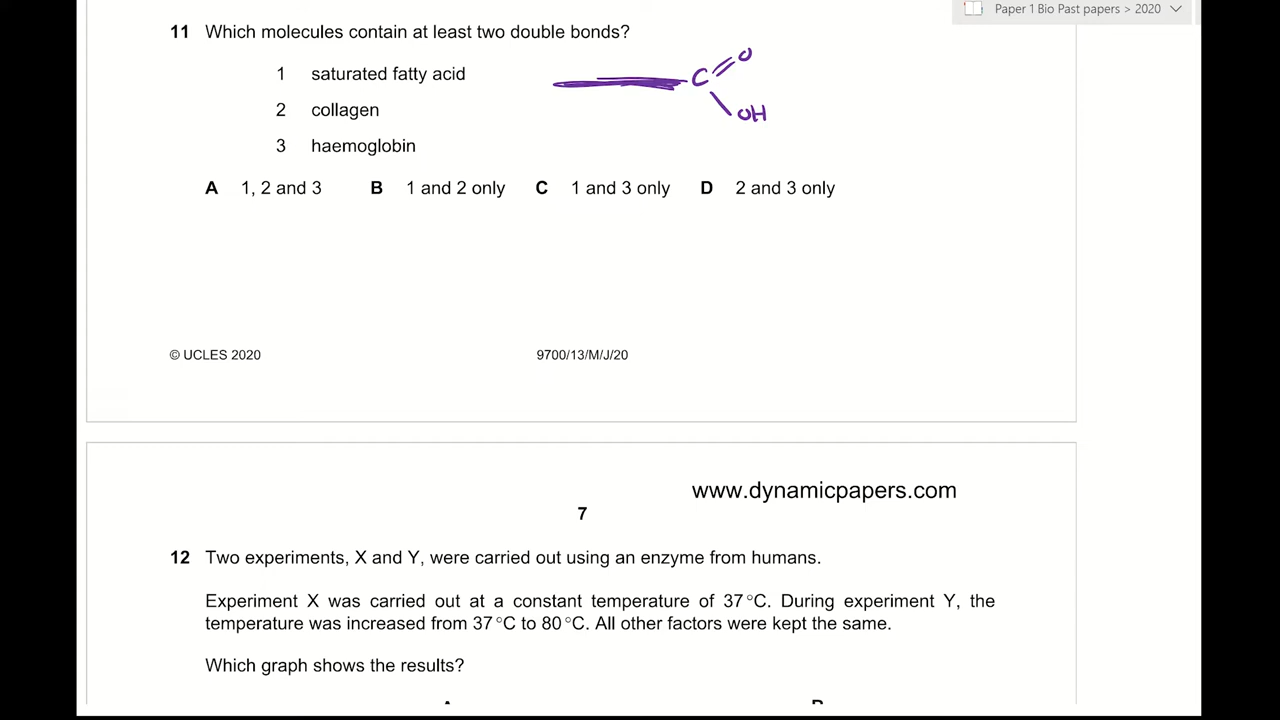 Paper 1 Bio Past papers > 2020
11 Which molecules contain at least two double bonds?
1 saturated fatty acid
2 collagen
3 haemoglobin
C O
OH
A 1, 2 and 3 B 1 and 2 only C 1 and 3 only D 2 and 3 only
© UCLES 2020 9700/13/M/J/20
www.dynamicpapers.com
7
12 Two experiments, X and Y, were carried out using an enzyme from humans.
Experiment X was carried out at a constant temperature of 37 °C. During experiment Y, the
temperature was increased from 37 °C to 80 °C. All other factors were kept the same.
Which graph shows the results?